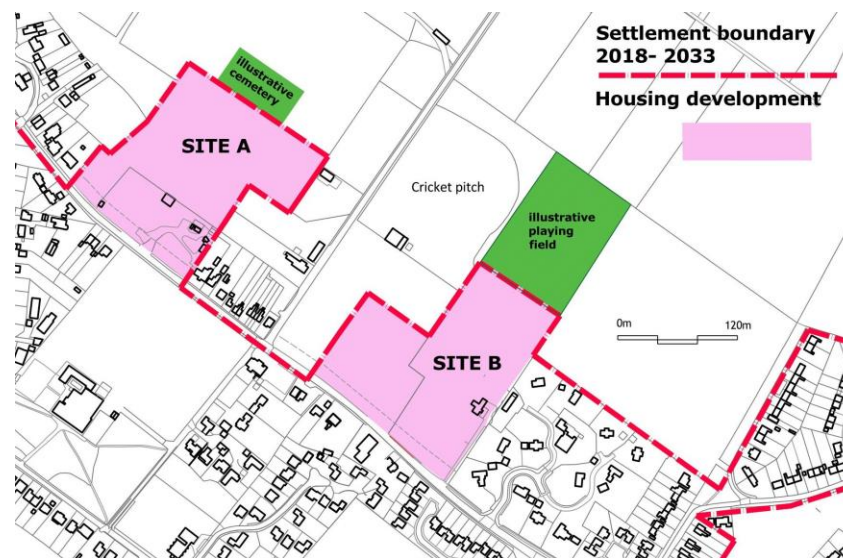 Settlement boundary
2018- 2033
Housing development
illustrative
cemetery
SITE A
Cricket pitch
illustrative
playing
field
0m
120m
SITE B